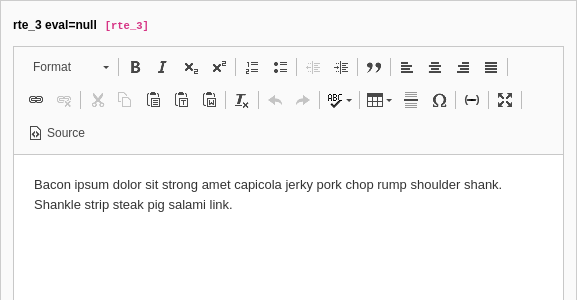 rte_3 eval=null [rte_3]
Format
ABC
Source
Bacon ipsum dolor sit strong amet capicola jerky pork chop rump shoulder shank.
Shankle strip steak pig salami link.